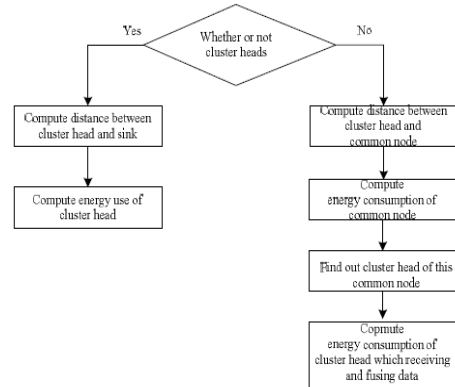 Yes
Whether or not
cluster heads
No
Compute distance between
cluster head and sink
Compute energy use of
cluster head
Compute distance between
cluster head and
common node
Compute
energy consumption of
common node
Find out cluster head of this
common node
Copmute
energy consumption of
cluster head which receiving
and fusing data